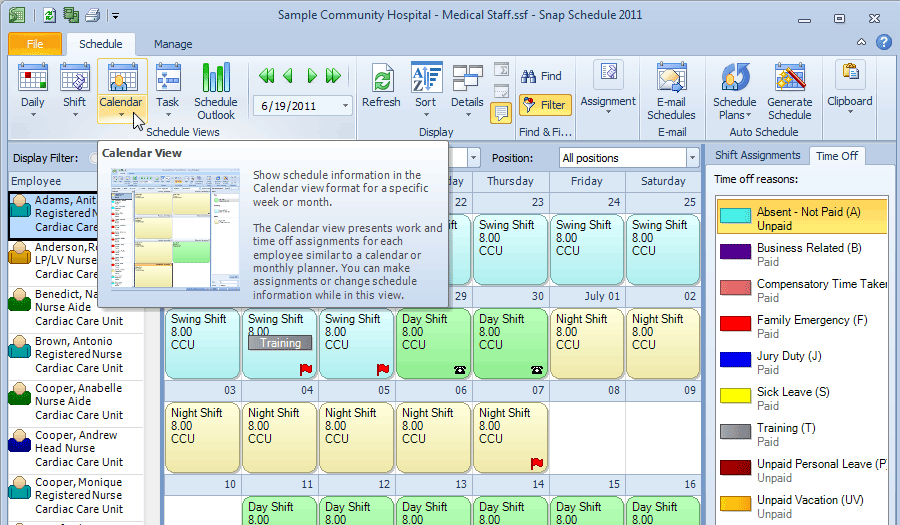 Sample Community Hospital - Medical Staff.ssf - Snap Schedule 2011
File
Schedule
Manage
Daily
Shift
Calendar
Task
Schedule
Outlook
6/19/2011
Schedule Views
Refresh
Sort
Details
Display
Find
Filter
Find & Fi...
Assignment
E-mail
Schedules
E-mail
Schedule
Plans
Generate
Schedule
Auto Schedule
Clipboard
Display Filter:
Position:
All positions
Calendar View
Show schedule information in the
Calendar view format for a specific
week or month.
The Calendar view presents work and
time off assignments for each
employee similar to a calendar or
monthly planner. You can make
assignments or change schedule
information while in this view.
Employee
Adams, Anit
Registered Nurse
Cardiac Care
Anderson, Ro
LP/LV Nurse
Cardiac Care
Benedict, Na
Nurse Aide
Cardiac Care Unit
Brown, Antonio
Registered Nurse
Cardiac Care Unit
Cooper, Anabelle
Nurse Aide
Cardiac Care Unit
Cooper, Andrew
Head Nurse
Cardiac Care Unit
Cooper, Monique
Registered Nurse
Cardiac Care Unit
day Thursday Friday Saturday
22 23 24 25
Swing Shift Swing Shift Swing Shift
8.00 8.00 8.00
CCU CCU CCU
29 30 July 01 02
Swing Shift Swing Shift Swing Shift Day Shift Day Shift Night Shift Night Shift
8.00 8.00 8.00 8.00 8.00 8.00 8.00
CCU Training CCU CCU CCU CCU CCU
03 04 05 06 07 08 09
Night Shift Night Shift Night Shift Night Shift Night Shift
8.00 8.00 8.00 8.00 8.00
CCU CCU CCU CCU CCU
10 11 12 13 14 15 16
Day Shift Day Shift Day Shift Day Shift Day Shift Day Shift
8.00 8.00 8.00 8.00 8.00 8.00
Shift Assignments
Time Off
Time off reasons:
Absent - Not Paid (A)
Unpaid
Business Related (B)
Paid
Compensatory Time Taken
Paid
Family Emergency (F)
Paid
Jury Duty (J)
Paid
Sick Leave (S)
Paid
Training (T)
Paid
Unpaid Personal Leave (P
Unpaid
Unpaid Vacation (UV)
Unpaid